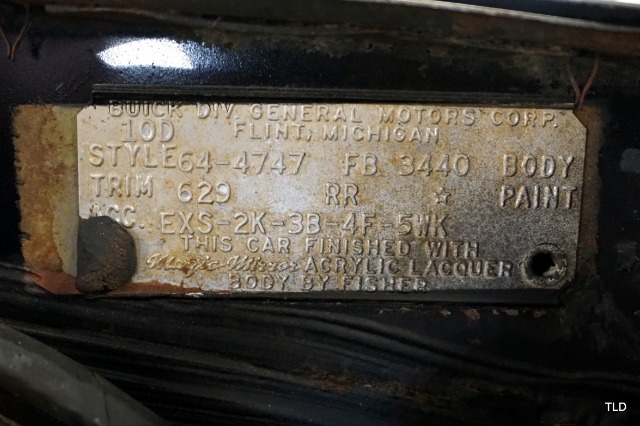 BUICK DIV. GENERAL MOTORS CORP.
10D FLINT, MICHIGAN
STYLE 64-4747 FB 3440 BODY
TRIM 629 RR ☆ PAINT
ACC. EXS-2K-3B-4F-5WK
THIS CAR FINISHED WITH
Magic-Mirror ACRYLIC LACQUER
BODY BY FISHER
TLD